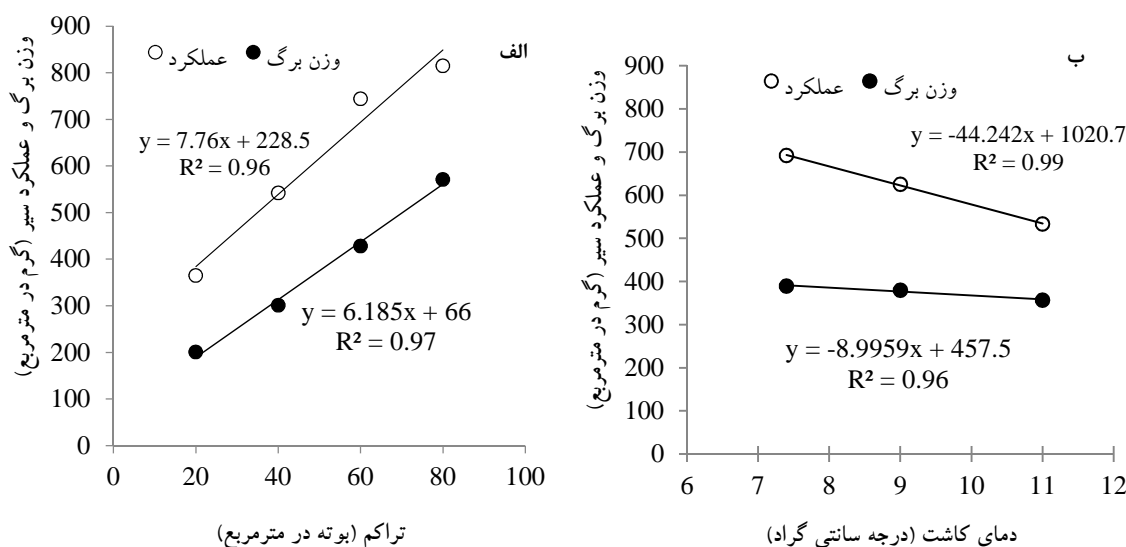 الف
وزن برگ و عملکرد سیر (گرم در مترمربع)
عملکرد
وزن برگ
y = 7.76x + 228.5
R² = 0.96
y = 6.185x + 66
R² = 0.97
900
800
700
600
500
400
300
200
100
0
0 20 40 60 80 100
تراکم (بوته در مترمربع)
ب
وزن برگ و عملکرد سیر (گرم در مترمربع)
عملکرد
وزن برگ
y = -44.242x + 1020.7
R² = 0.99
y = -8.9959x + 457.5
R² = 0.96
900
800
700
600
500
400
300
200
100
0
6 7 8 9 10 11 12
دمای کاشت (درجه سانتی گراد)